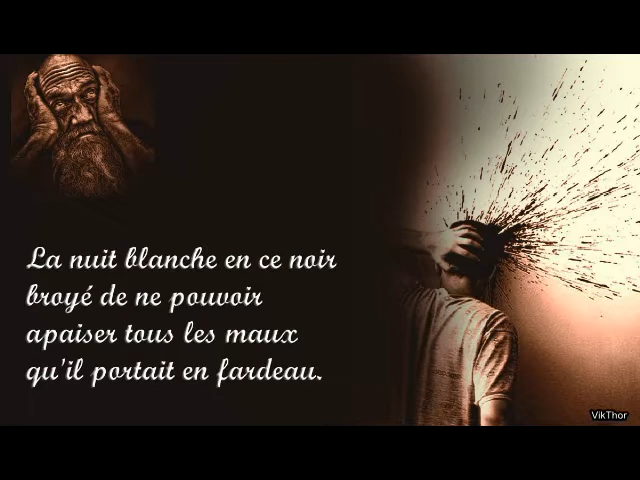 La nuit blanche en ce noir
broyé de ne pouvoir
apaiser tous les maux
qu'il portait en fardeau.
VikThor